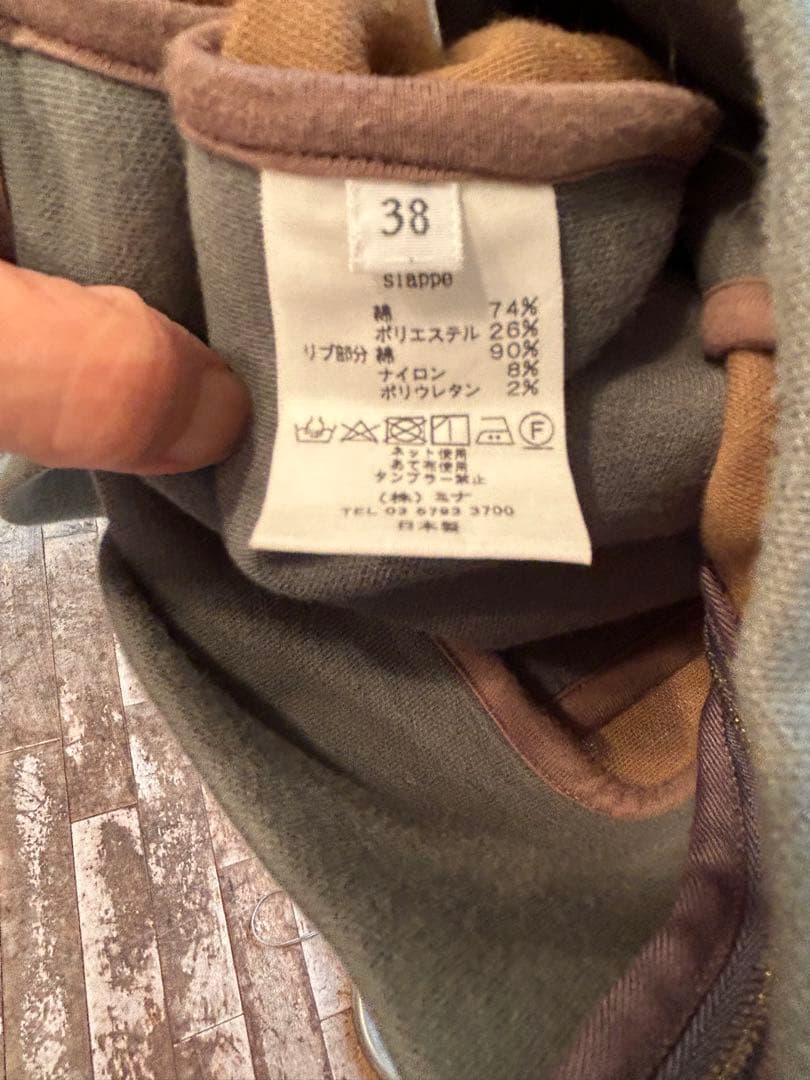 38
siappo
綿 74%
ポリエステル 26%
リブ部分 綿 90%
ナイロン 8%
ポリウレタン 2%
F
ネット使用
あて布使用
タンブラー禁止
(株)ミナ
TEL 03 5793 3700
日本製